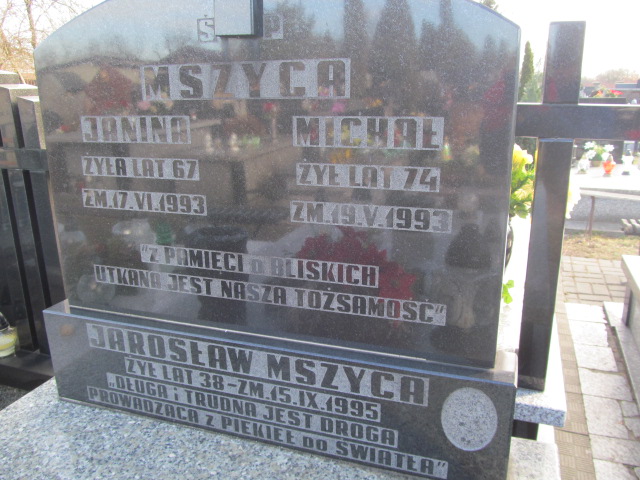 Ś P
MSZYCA
JANINA
ŻYŁA LAT 67
ZM.17.VI.1993
MICHAŁ
ŻYŁ LAT 74
ZM.19.V.1993
"Z PAMIĘCI O BLISKICH
UTKANA JEST NASZA TOŻSAMOŚĆ"
JAROSŁAW MSZYCA
ŻYŁ LAT 38-ZM.15.IX.1995
„DŁUGA i TRUDNA JEST DROGA
PROWADZĄCA Z PIEKIEŁ do ŚWIATŁA"